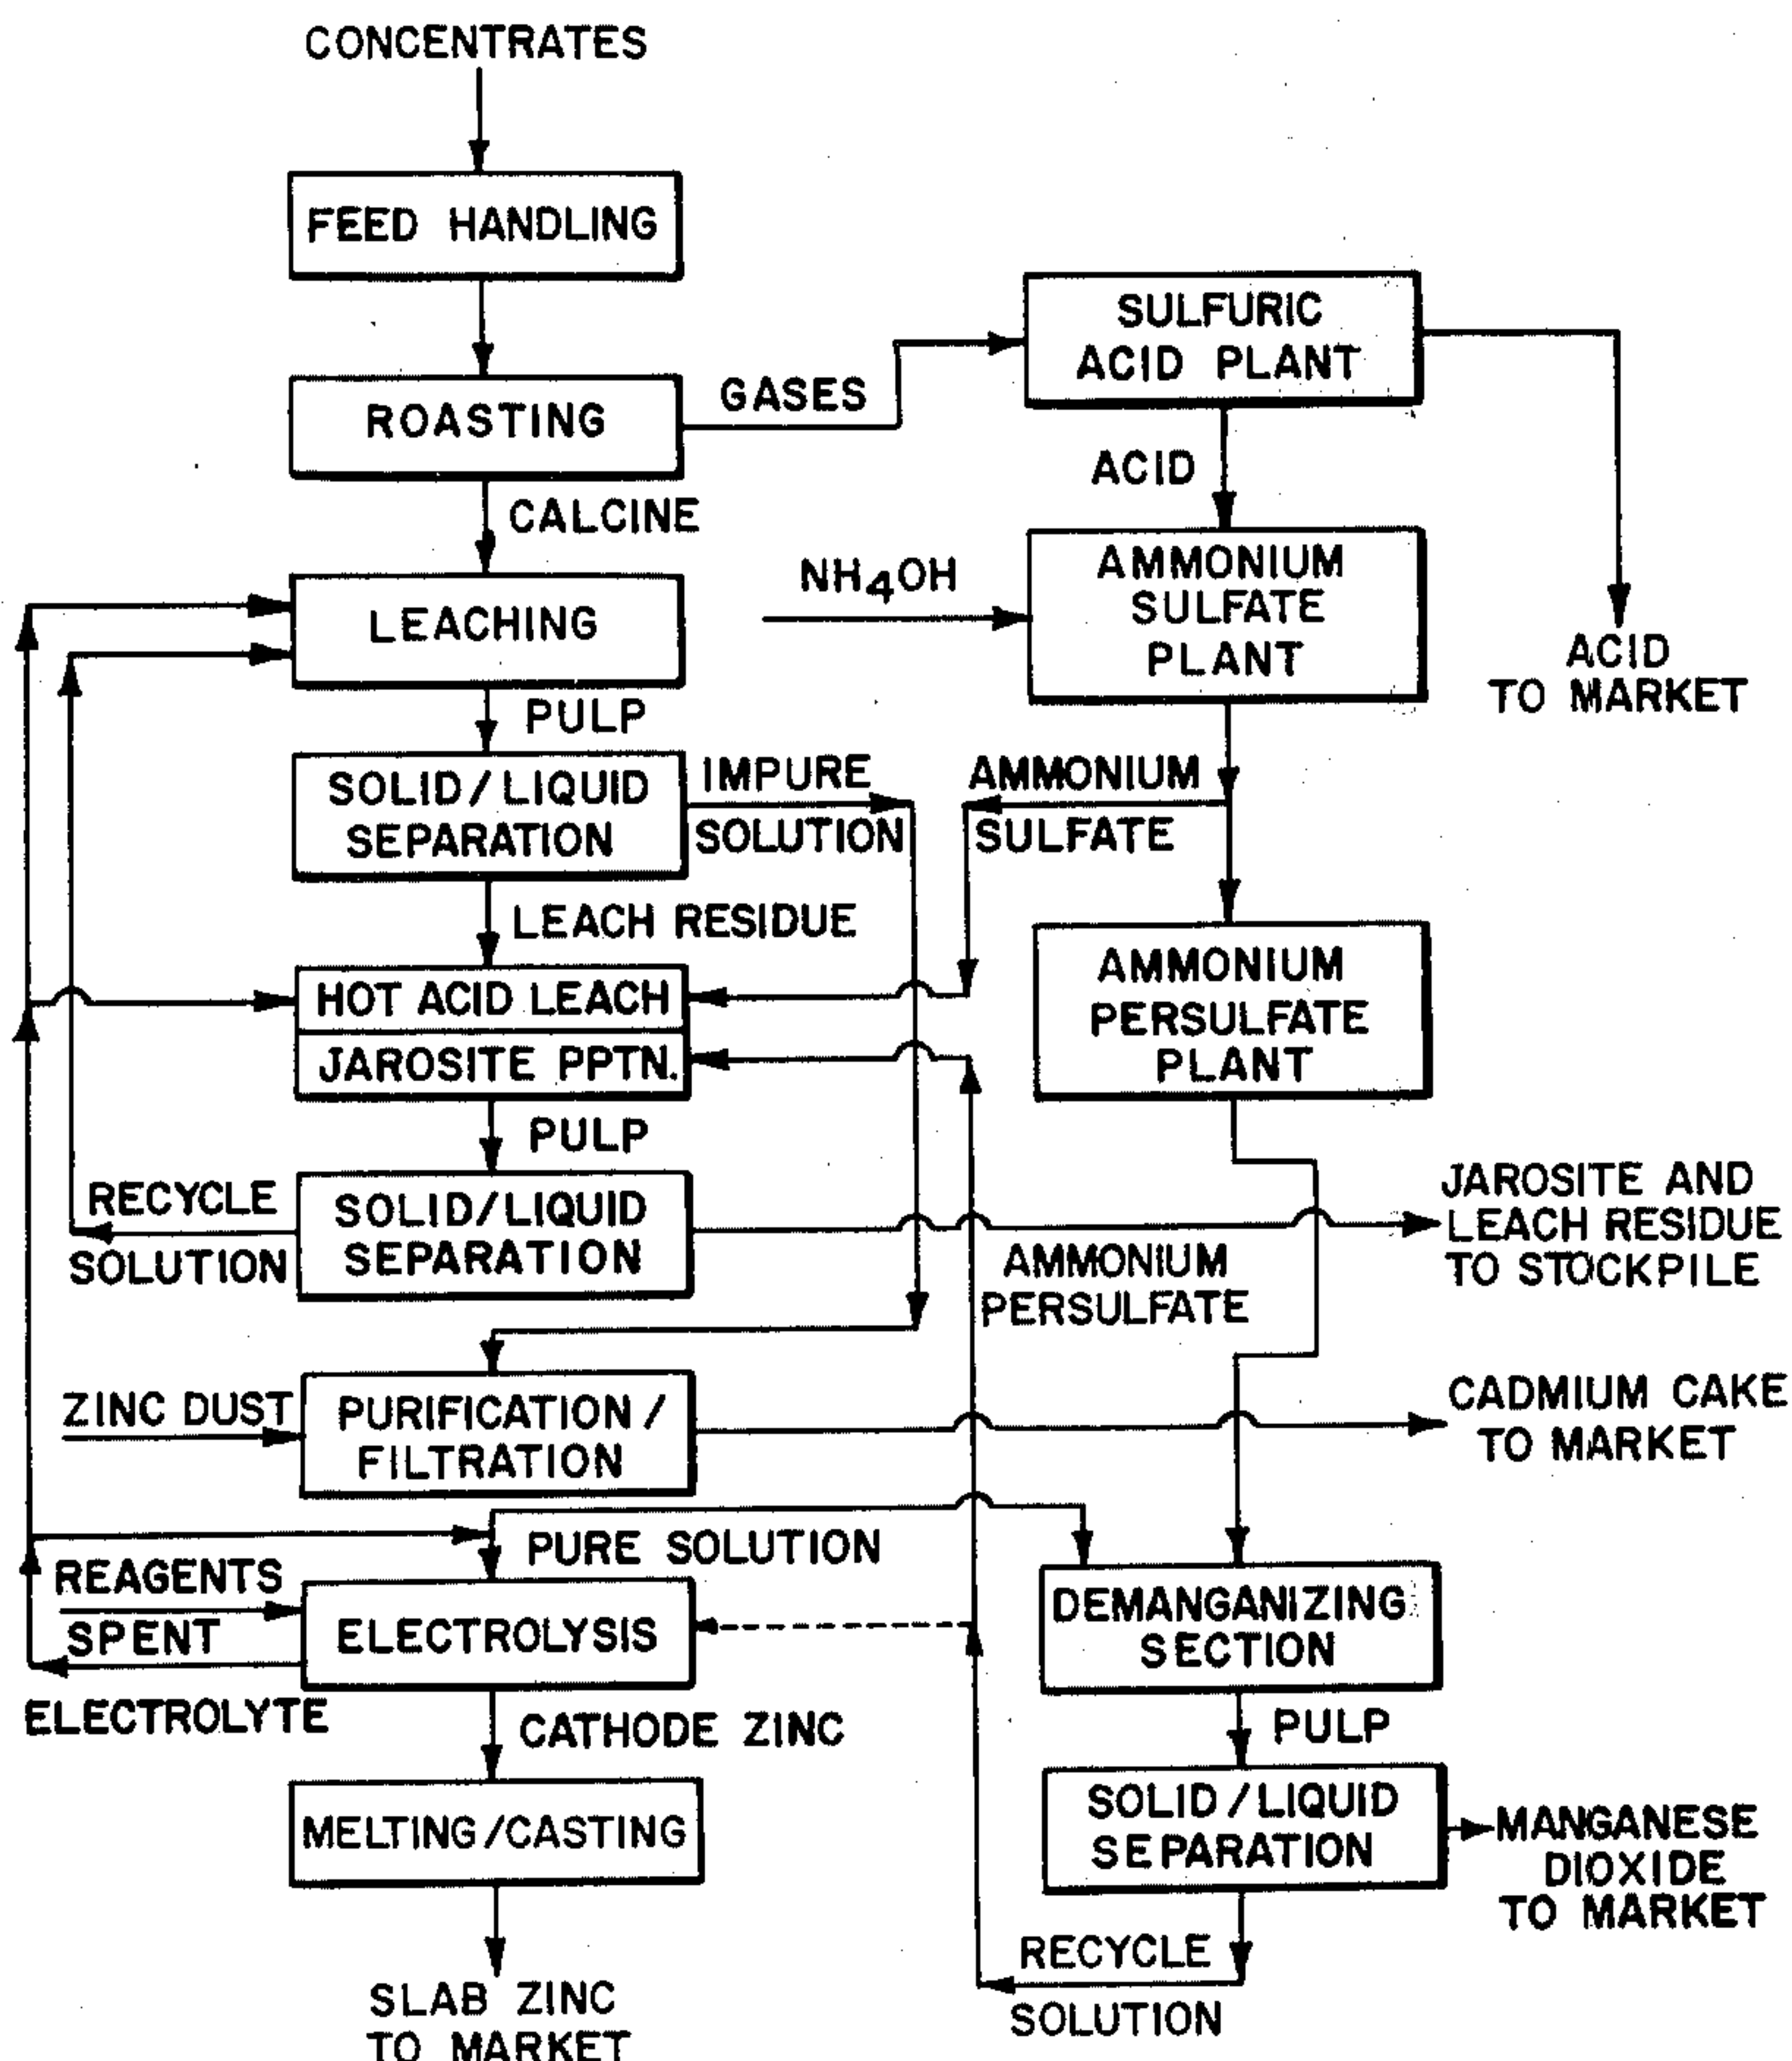 CONCENTRATES
FEED HANDLING
ROASTING
GASES
SULFURIC
ACID PLANT
ACID
ACID
TO MARKET
CALCINE
LEACHING
NH4OH
AMMONIUM
SULFATE
PLANT
PULP
SOLID/LIQUID
SEPARATION
IMPURE
SOLUTION
AMMONIUM
SULFATE
LEACH RESIDUE
HOT ACID LEACH
JAROSITE PPTN.
AMMONIUM
PERSULFATE
PLANT
PULP
RECYCLE
SOLUTION
SOLID/LIQUID
SEPARATION
AMMONIUM
PERSULFATE
JAROSITE AND
LEACH RESIDUE
TO STOCKPILE
ZINC DUST
PURIFICATION/
FILTRATION
CADMIUM CAKE
TO MARKET
PURE SOLUTION
REAGENTS
SPENT
ELECTROLYTE
ELECTROLYSIS
DEMANGANIZING
SECTION
CATHODE ZINC
PULP
MELTING/CASTING
SOLID/LIQUID
SEPARATION
MANGANESE
DIOXIDE
TO MARKET
RECYCLE
SOLUTION
SLAB ZINC
TO MARKET